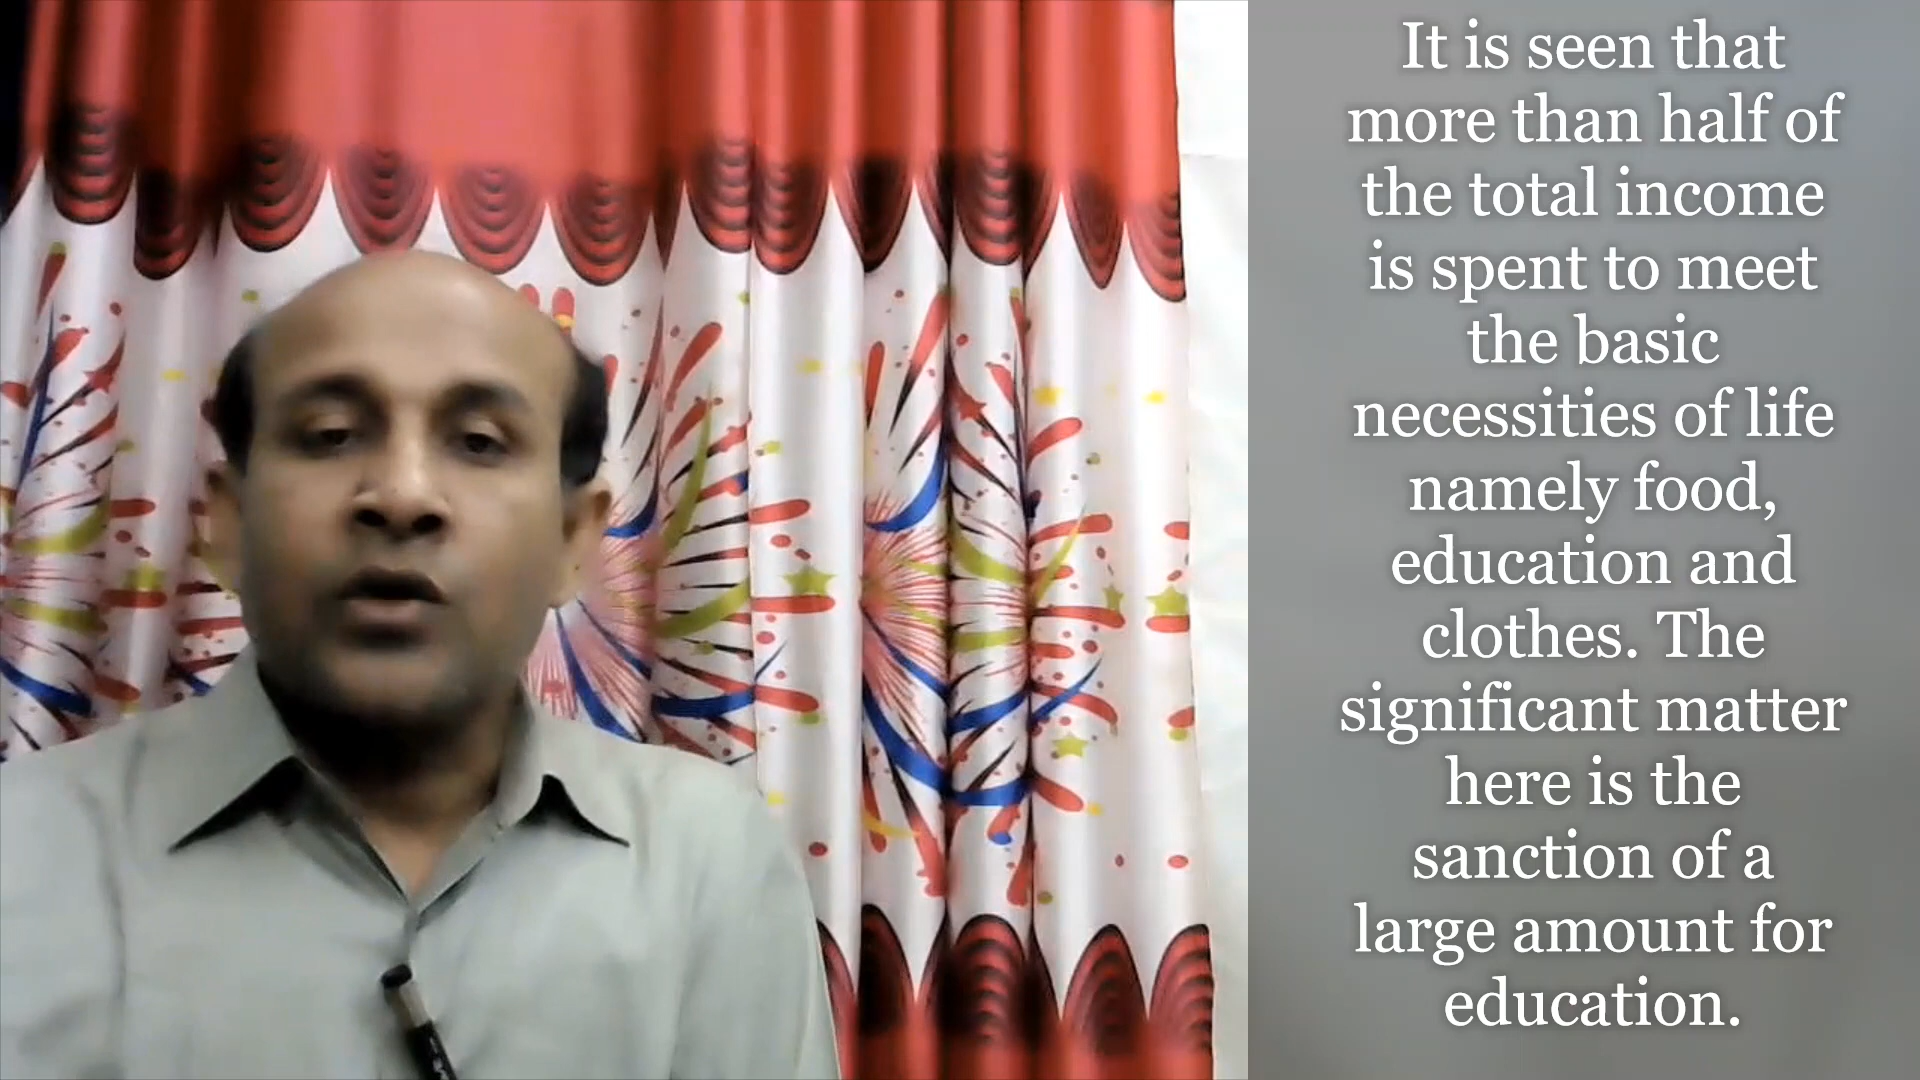 It is seen that
more than half of
the total income
is spent to meet
the basic
necessities of life
namely food,
education and
clothes. The
significant matter
here is the
sanction of a
large amount for
education.